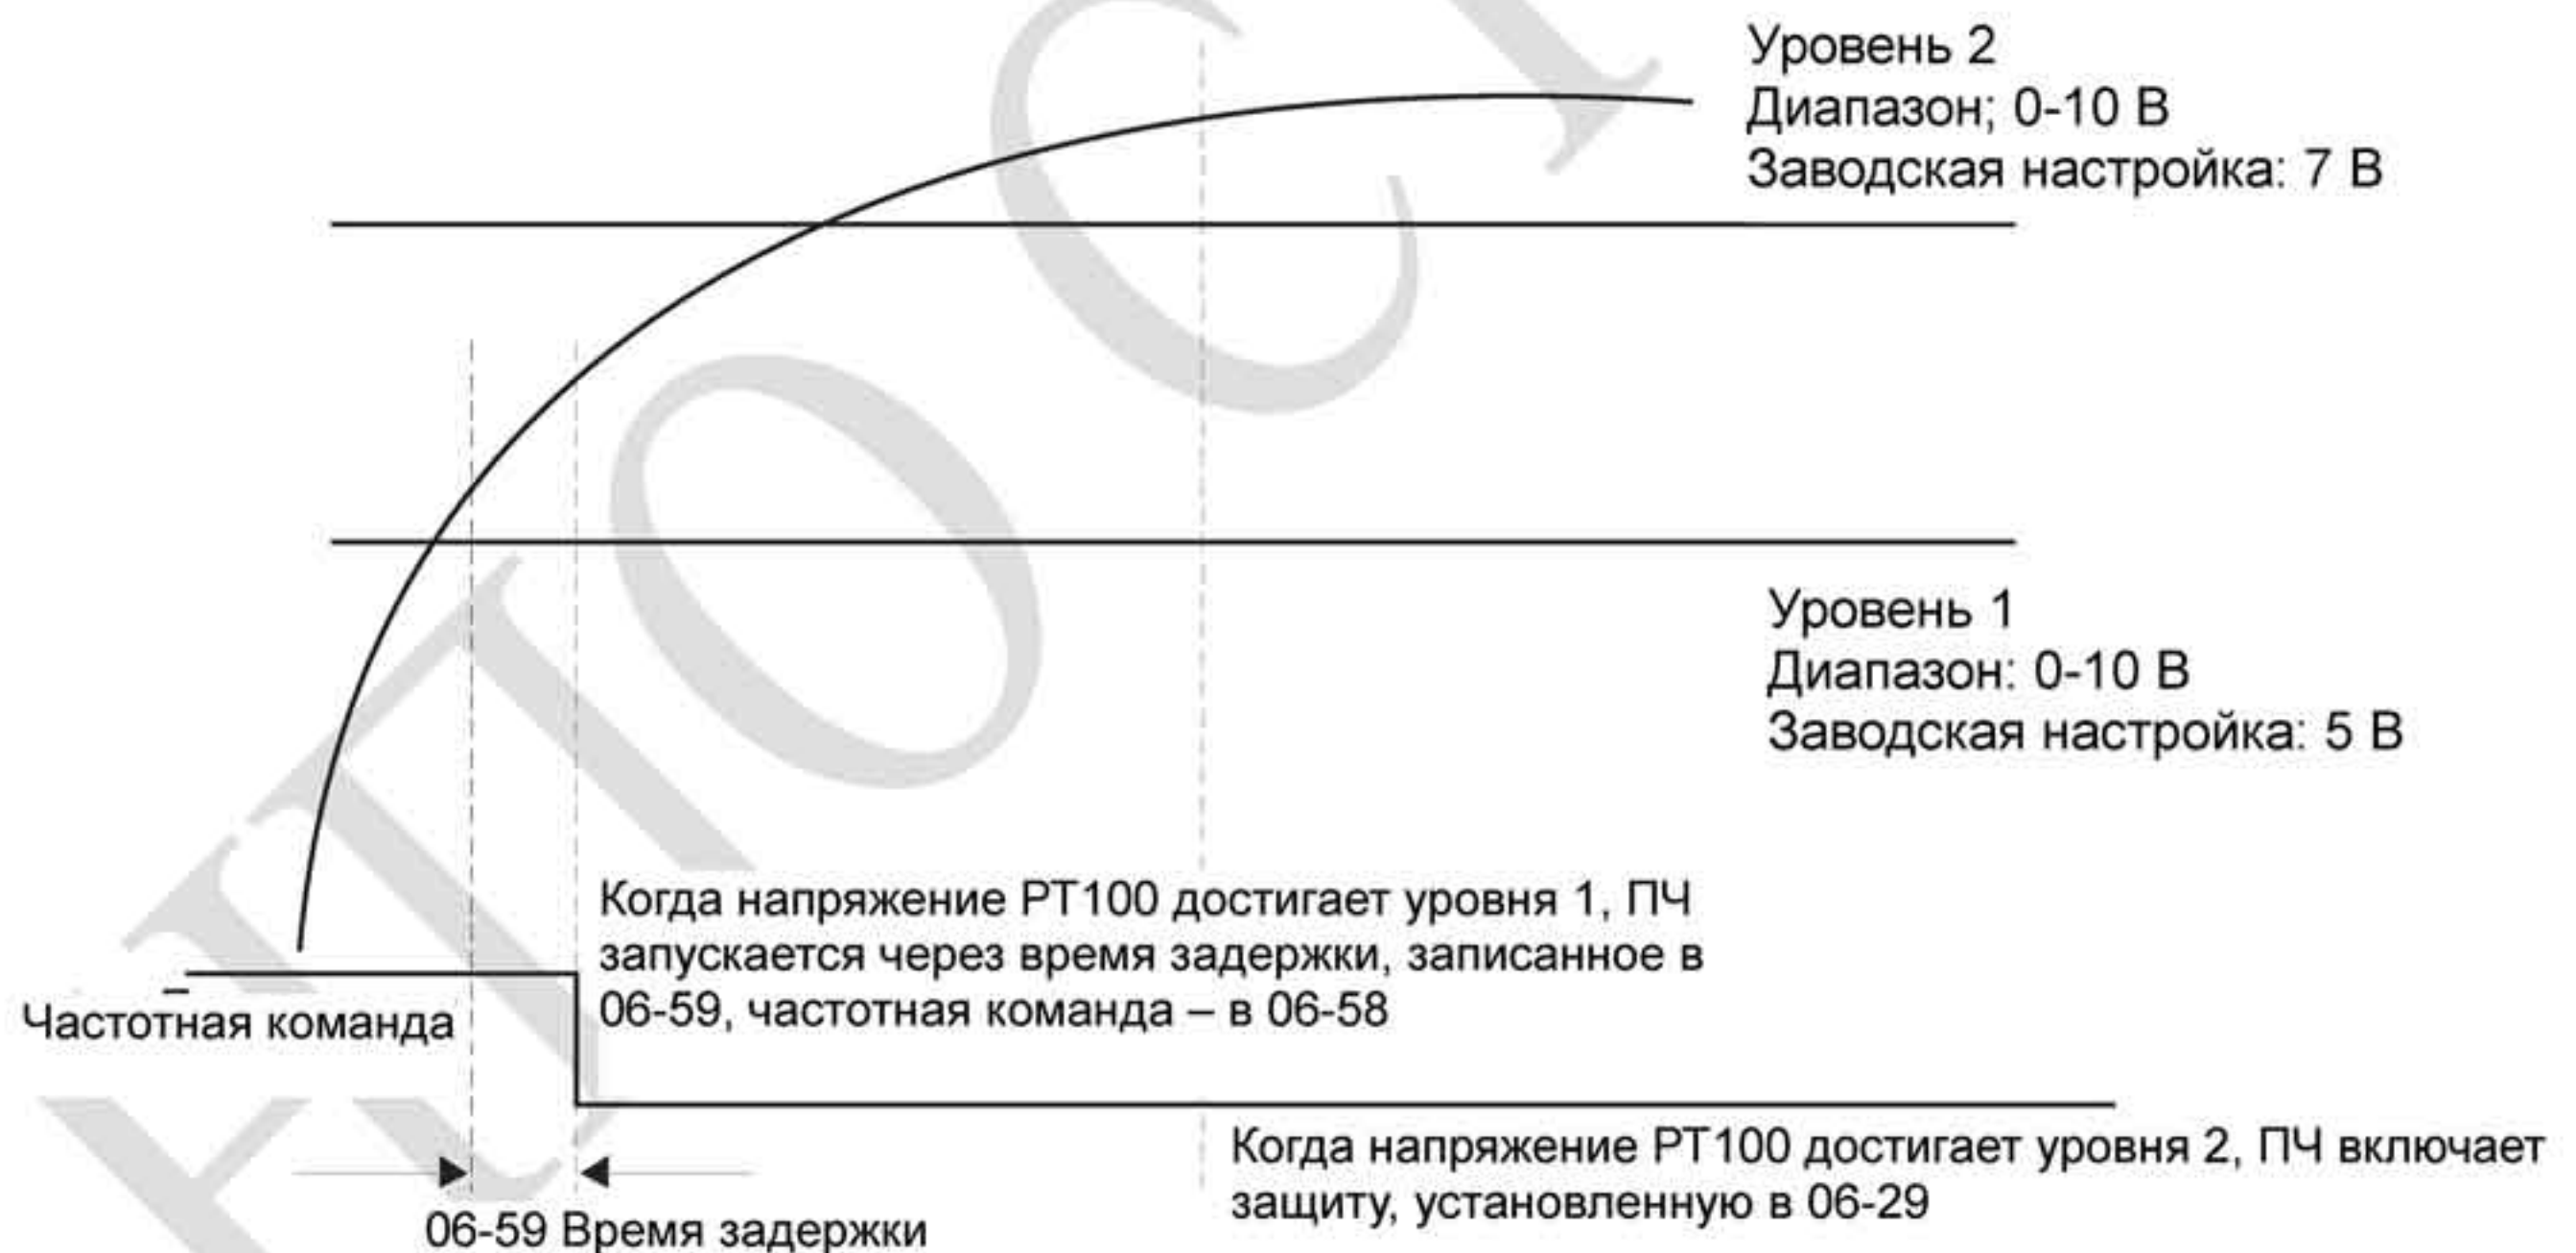 Уровень 2
Диапазон; 0-10 В
Заводская настройка: 7 В
Уровень 1
Диапазон: 0-10 В
Заводская настройка: 5 В
Когда напряжение PT100 достигает уровня 1, ПЧ
запускается через время задержки, записанное в
06-59, частотная команда – в 06-58
Частотная команда
Когда напряжение PT100 достигает уровня 2, ПЧ включает
защиту, установленную в 06-29
06-59 Время задержки